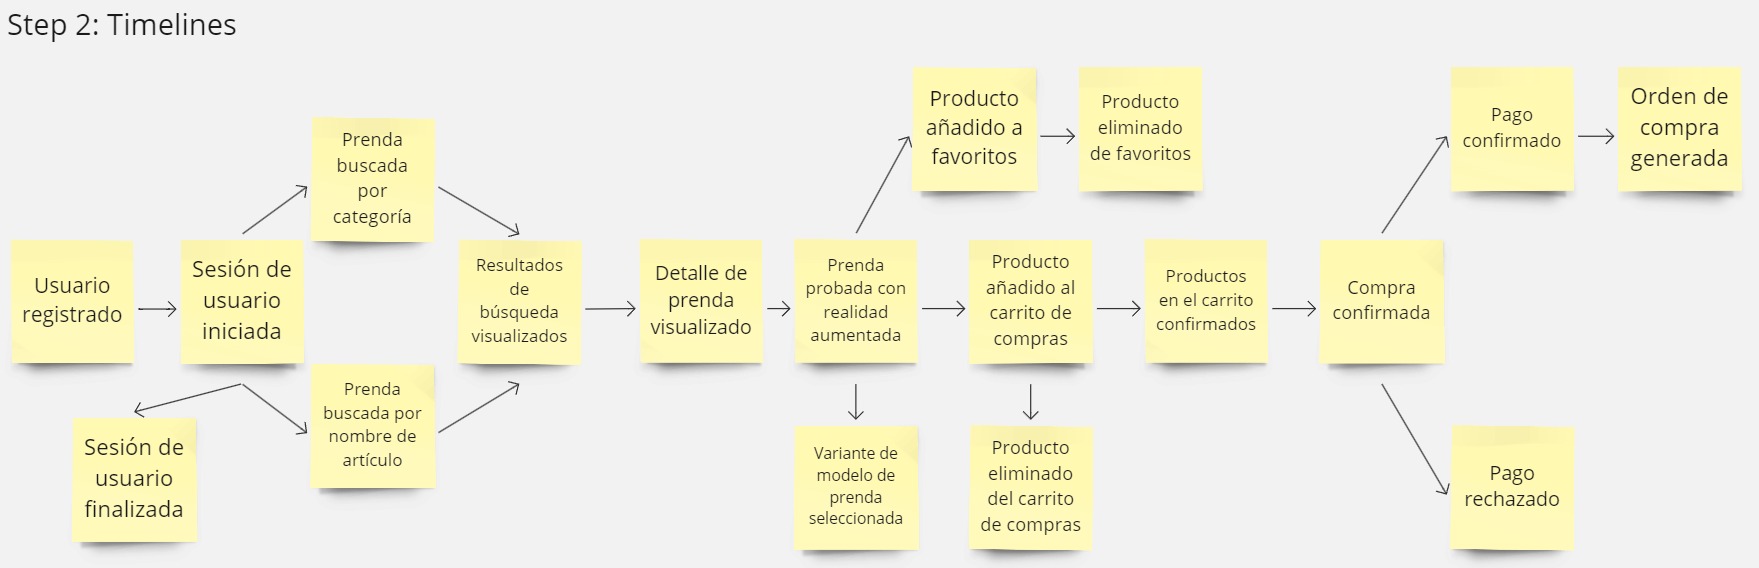 Step 2: Timelines
Usuario
registrado
Sesión de
usuario
iniciada
Sesión de
usuario
finalizada
Prenda
buscada
por
categoría
Prenda
buscada por
nombre de
artículo
Resultados
de
búsqueda
visualizados
Detalle de
prenda
visualizado
Prenda
probada con
realidad
aumentada
Producto
añadido a
favoritos
Producto
eliminado
de favoritos
Variante de
modelo de
prenda
seleccionada
Producto
añadido al
carrito de
compras
Producto
eliminado
del carrito
de compras
Productos
en el carrito
confirmados
Compra
confirmada
Pago
confirmado
Orden de
compra
generada
Pago
rechazado